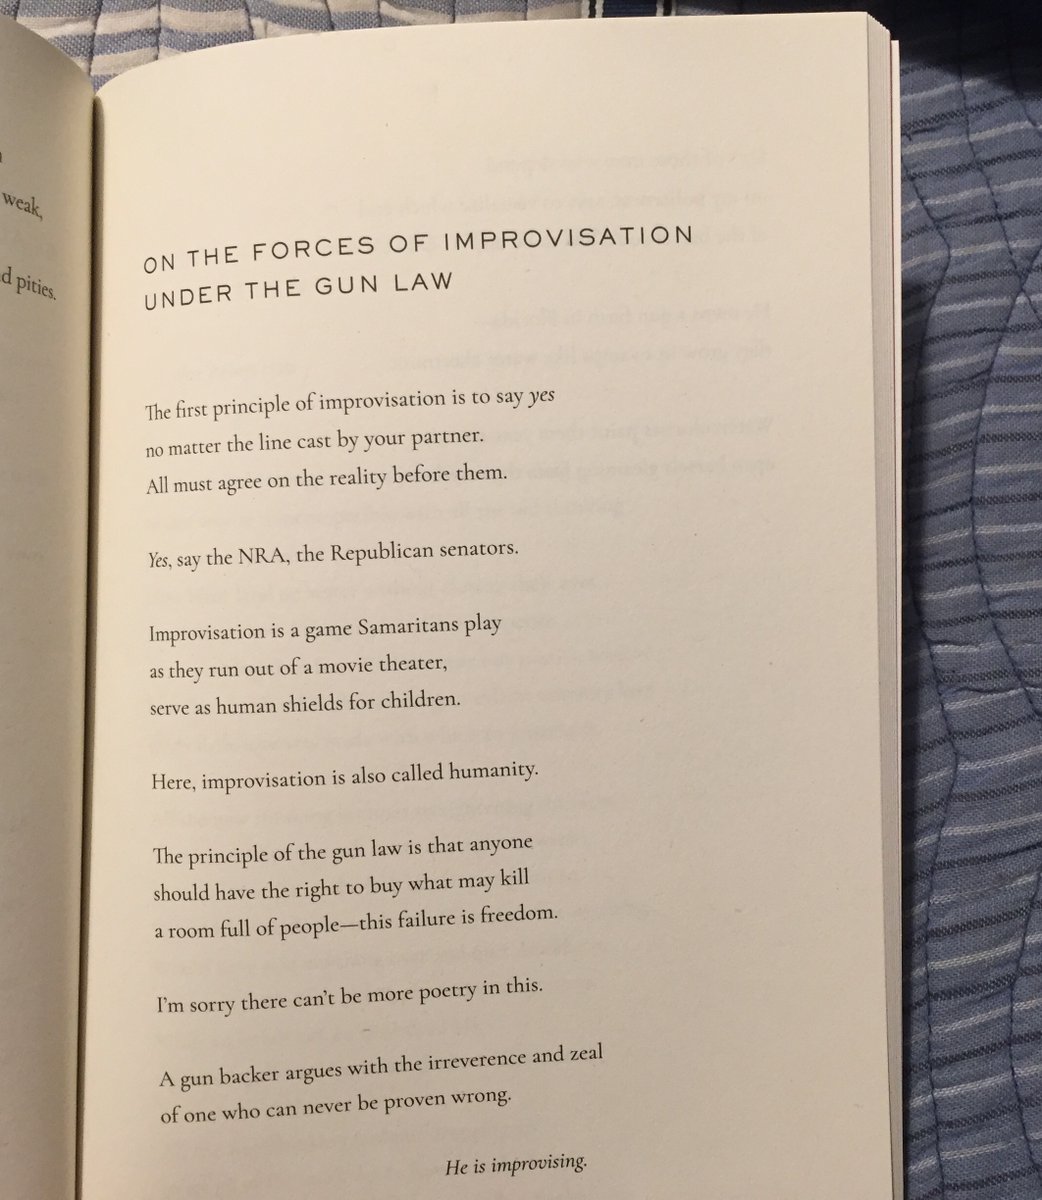 weak,
pities.
ON THE FORCES OF IMPROVISATION
UNDER THE GUN LAW
The first principle of improvisation is to say yes
no matter the line cast by your partner.
All must agree on the reality before them.
Yes, say the NRA, the Republican senators.
Improvisation is a game Samaritans play
as they run out of a movie theater,
serve as human shields for children.
Here, improvisation is also called humanity.
The principle of the gun law is that anyone
should have the right to buy what may kill
a room full of people—this failure is freedom.
I'm sorry there can't be more poetry in this.
A gun backer argues with the irreverence and zeal
of one who can never be proven wrong.
He is improvising.